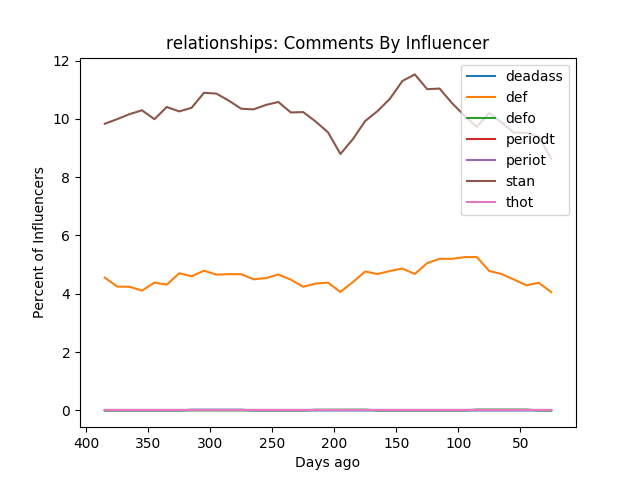 relationships: Comments By Influencer
12
10
8
6
4
2
0
Percent of Influencers
deadass
def
defo
periodt
periot
stan
thot
400 350 300 250 200 150 100 50
Days ago